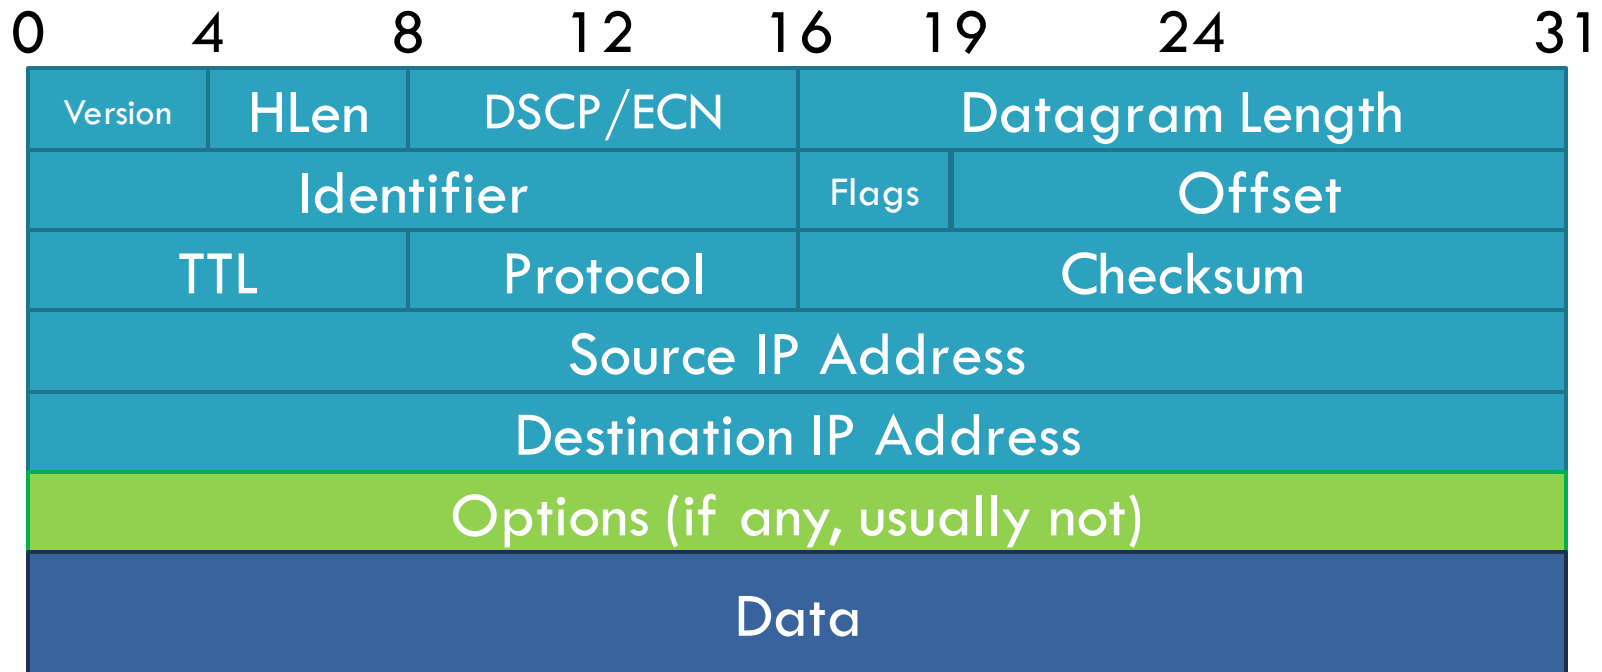 0 4 8 12 16 19 24 31
Version HLen DSCP/ECN Datagram Length
Identifier Flags Offset
TTL Protocol Checksum
Source IP Address
Destination IP Address
Options (if any, usually not)
Data